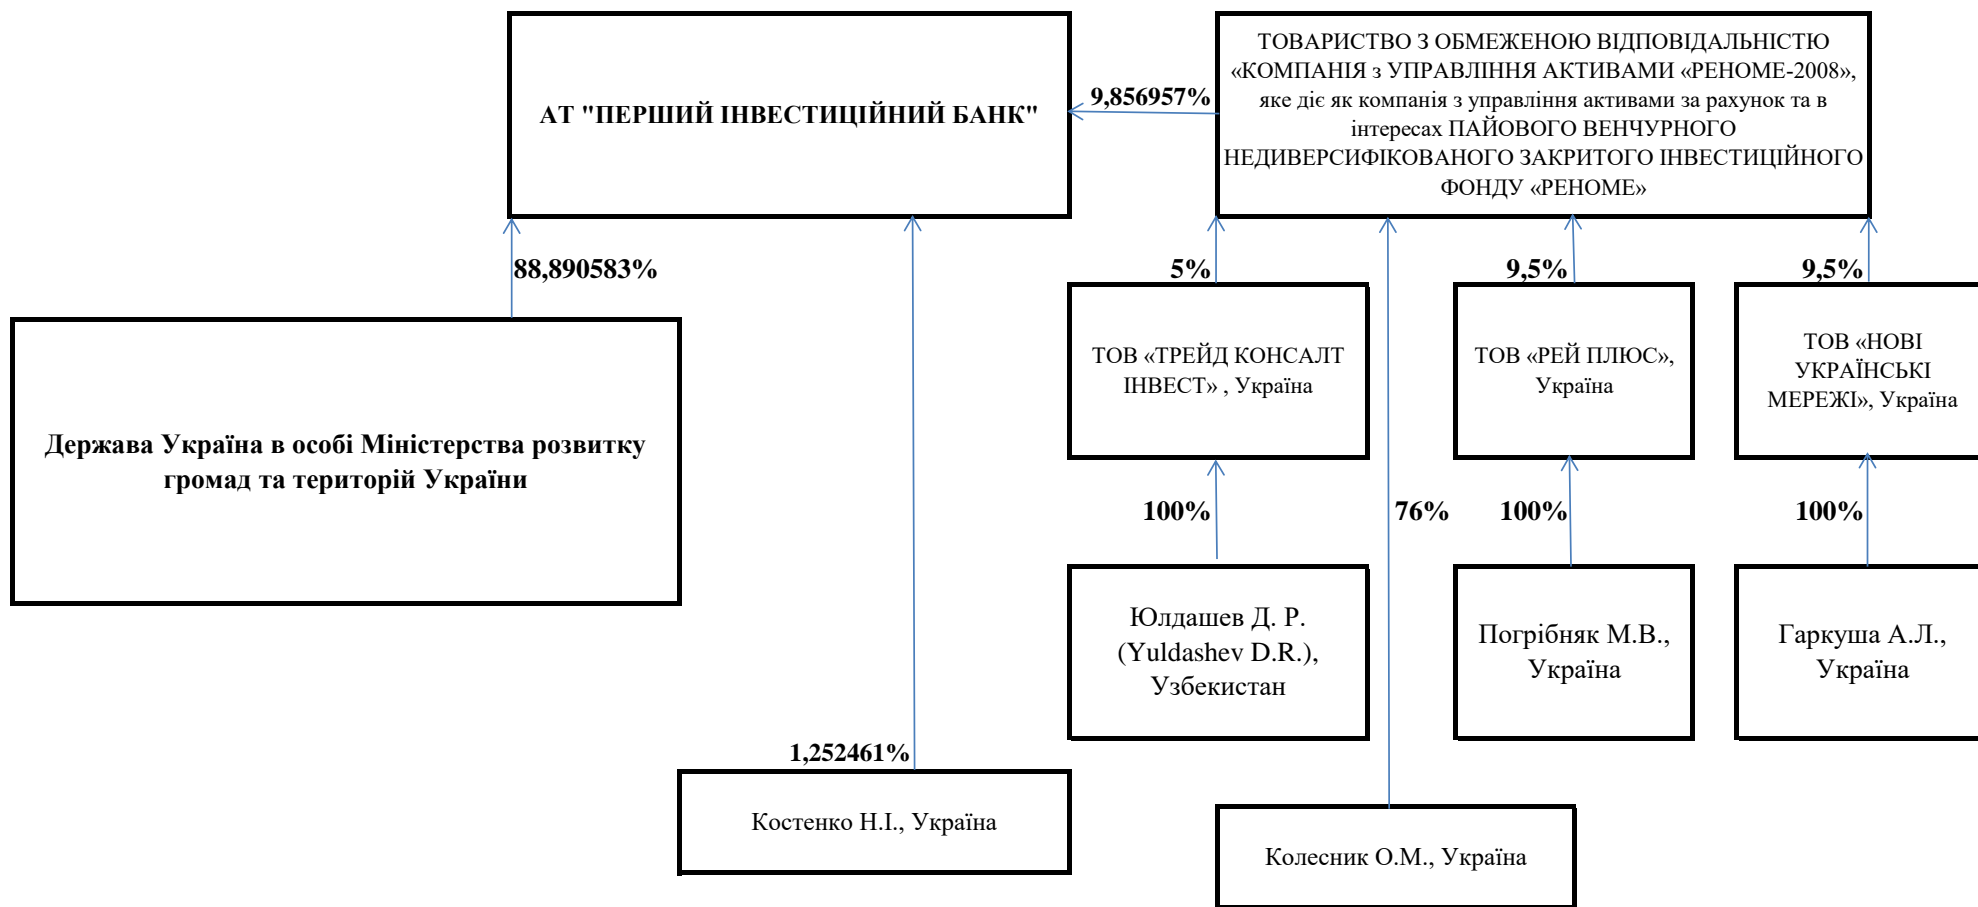 АТ "ПЕРШИЙ ІНВЕСТИЦІЙНИЙ БАНК"
9,856957%
ТОВАРИСТВО З ОБМЕЖЕНОЮ ВІДПОВІДАЛЬНІСТЮ
«КОМПАНІЯ з УПРАВЛІННЯ АКТИВАМИ «РЕНОМЕ-2008»,
яке діє як компанія з управління активами за рахунок та в
інтересах ПАЙОВОГО ВЕНЧУРНОГО
НЕДИВЕРСИФІКОВАНОГО ЗАКРИТОГО ІНВЕСТИЦІЙНОГО
ФОНДУ «РЕНОМЕ»
88,890583%
5%
9,5%
9,5%
Держава Україна в особі Міністерства розвитку
громад та територій України
ТОВ «ТРЕЙД КОНСАЛТ
ІНВЕСТ» , Україна
ТОВ «РЕЙ ПЛЮС»,
Україна
ТОВ «НОВІ
УКРАЇНСЬКІ
МЕРЕЖІ», Україна
100%
76%
100%
100%
Юлдашев Д. Р.
(Yuldashev D.R.),
Узбекистан
Погрібняк М.В.,
Україна
Гаркуша А.Л.,
Україна
1,252461%
Костенко Н.І., Україна
Колесник О.М., Україна